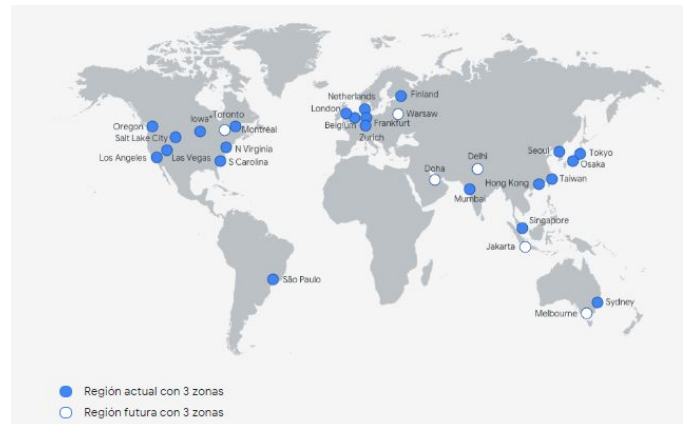 Finland
Netherlands
London
Warsaw
Belgium
Frankfurt
Zurich
Toronto
Iowa*
Oregon
Montréal
Salt Lake City
N Virginia
Los Angeles
Las Vegas
S Carolina
Seoul
Tokyo
Osaka
Delhi
Doha
Hong Kong
Taiwan
Mumbai
Singapore
Jakarta
São Paulo
Sydney
Melbourne
Región actual con 3 zonas
Región futura con 3 zonas